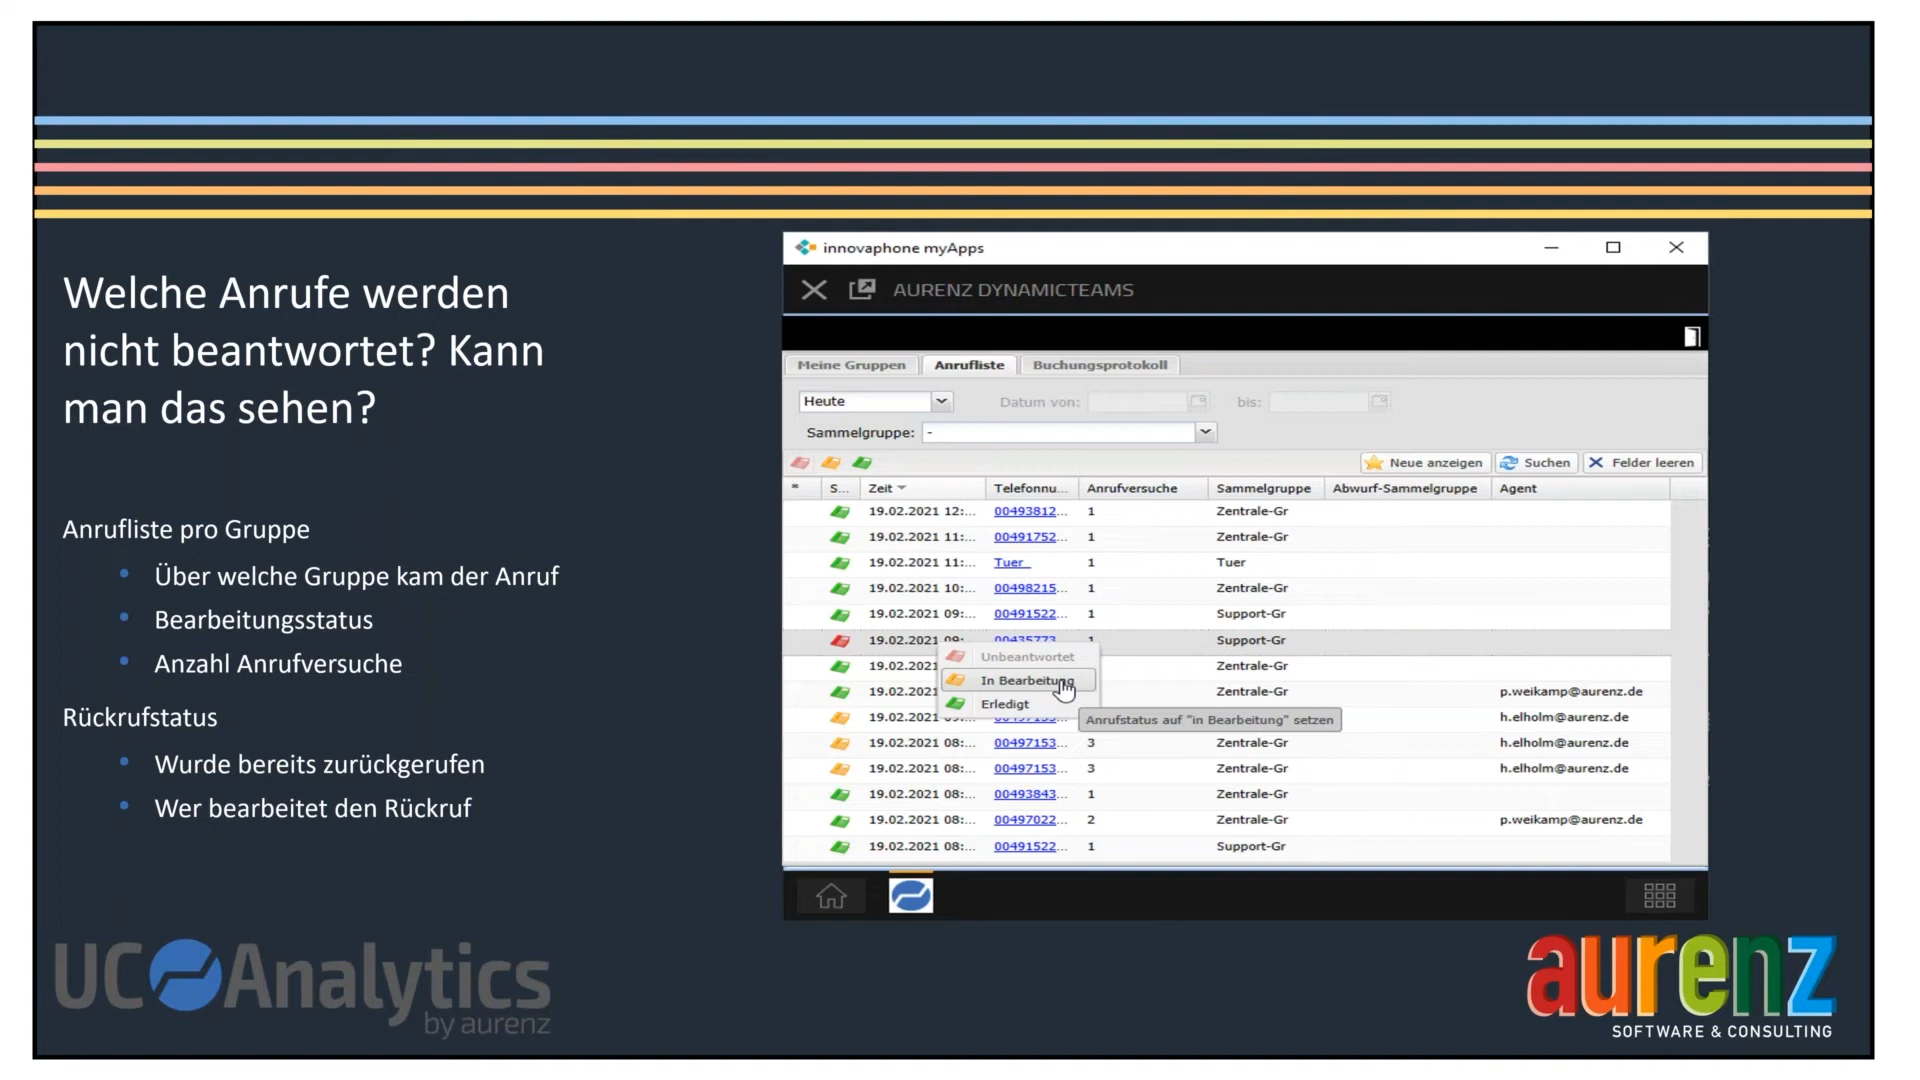 Welche Anrufe werden
nicht beantwortet? Kann
man das sehen?
Anrufliste pro Gruppe
• Über welche Gruppe kam der Anruf
• Bearbeitungsstatus
• Anzahl Anrufversuche
Rückrufstatus
• Wurde bereits zurückgerufen
• Wer bearbeitet den Rückruf
innovaphone myApps
AURENZ DYNAMICTEAMS
Meine Gruppen Anrufliste Buchungsprotokoll
Heute Datum von: bis:
Sammelgruppe: -
Neue anzeigen Suchen Felder leeren
* S... Zeit Telefonnu... Anrufversuche Sammelgruppe Abwurf-Sammelgruppe Agent
19.02.2021 12:... 00493812... 1 Zentrale-Gr
19.02.2021 11:... 00491752... 1 Zentrale-Gr
19.02.2021 11:... Tuer_ 1 Tuer
19.02.2021 10:... 00498215... 1 Zentrale-Gr
19.02.2021 09:... 00491522... 1 Support-Gr
19.02.2021 09: 00435773 1 Support-Gr
19.02.2021 Zentrale-Gr
19.02.2021 Zentrale-Gr p.weikamp@aurenz.de
19.02.2021 h.elholm@aurenz.de
Unbeantwortet
In Bearbeitung
Erledigt
Anrufstatus auf "in Bearbeitung" setzen
19.02.2021 08:... 00497153... 3 Zentrale-Gr h.elholm@aurenz.de
19.02.2021 08:... 00497153... 3 Zentrale-Gr h.elholm@aurenz.de
19.02.2021 08:... 00493843... 1 Zentrale-Gr
19.02.2021 08:... 00497022... 2 Zentrale-Gr p.weikamp@aurenz.de
19.02.2021 08:... 00491522... 1 Support-Gr
UC Analytics
by aurenz
aurenz
SOFTWARE & CONSULTING